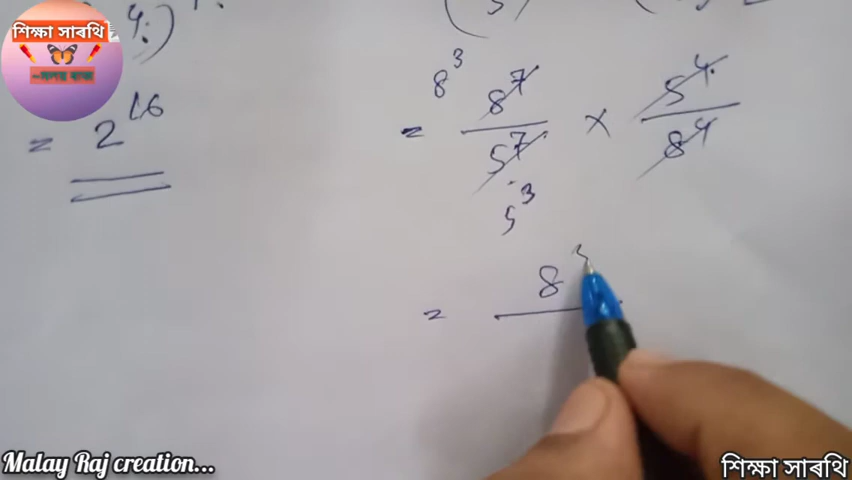 শিক্ষা সাৰথি
4.)
= 2^16
= 8^3 8^7/5^7 × 5^4/8^4
5^3
= 8
Malay Raj creation...
শিক্ষা সাৰথি